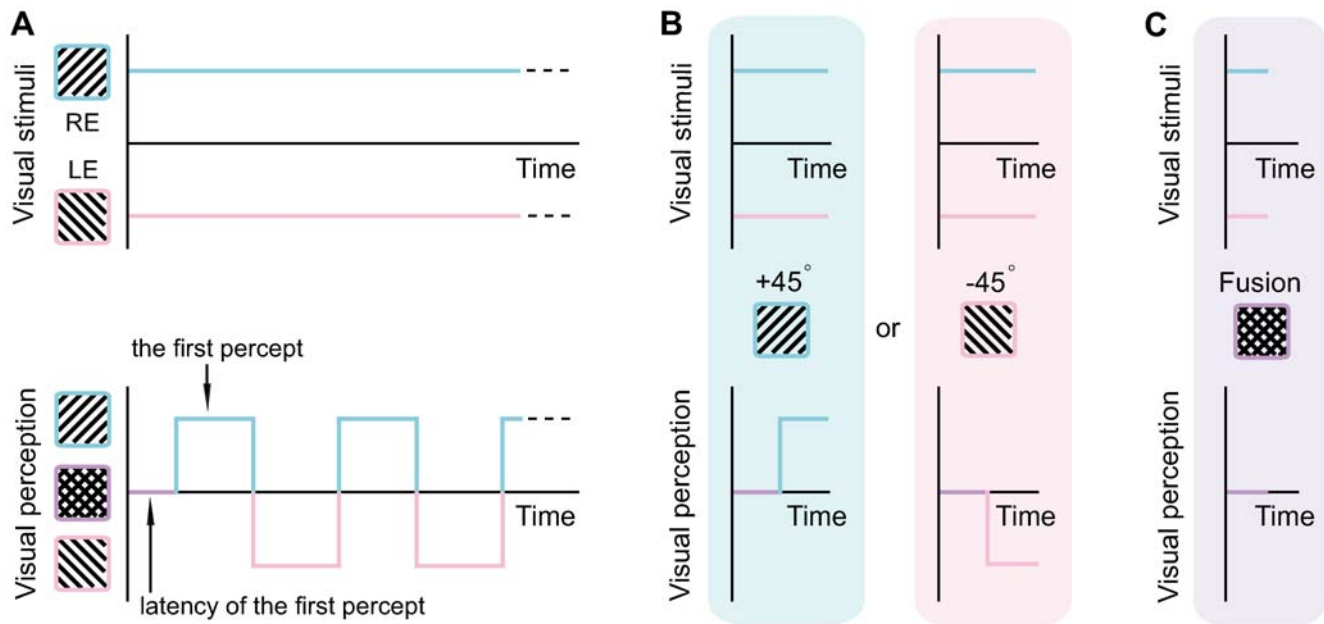 A
Visual stimuli
RE
LE
Time
the first percept
Visual perception
Time
latency of the first percept
B
Visual stimuli
Time
Time
+45°
or
-45°
Visual perception
Time
Time
C
Visual stimuli
Time
Fusion
Visual perception
Time